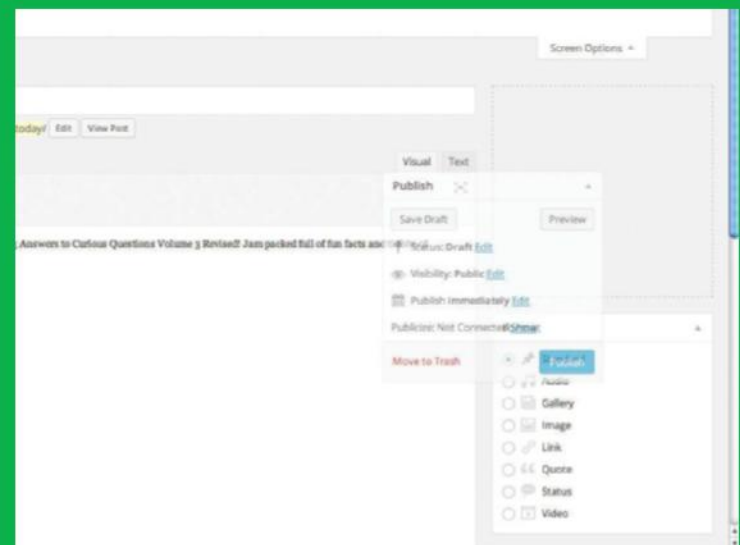 Screen Options
today/ Edit View Post
Visual Text
Publish
Save Draft Preview
Answers to Curious Questions Volume 3 Revised! Jam packed full of fun facts and
Status: Draft Edit
Visibility: Public Edit
Publish immediately Edit
Publicize: Not Connected Show
Move to Trash Publish
Audio
Gallery
Image
Link
Quote
Status
Video